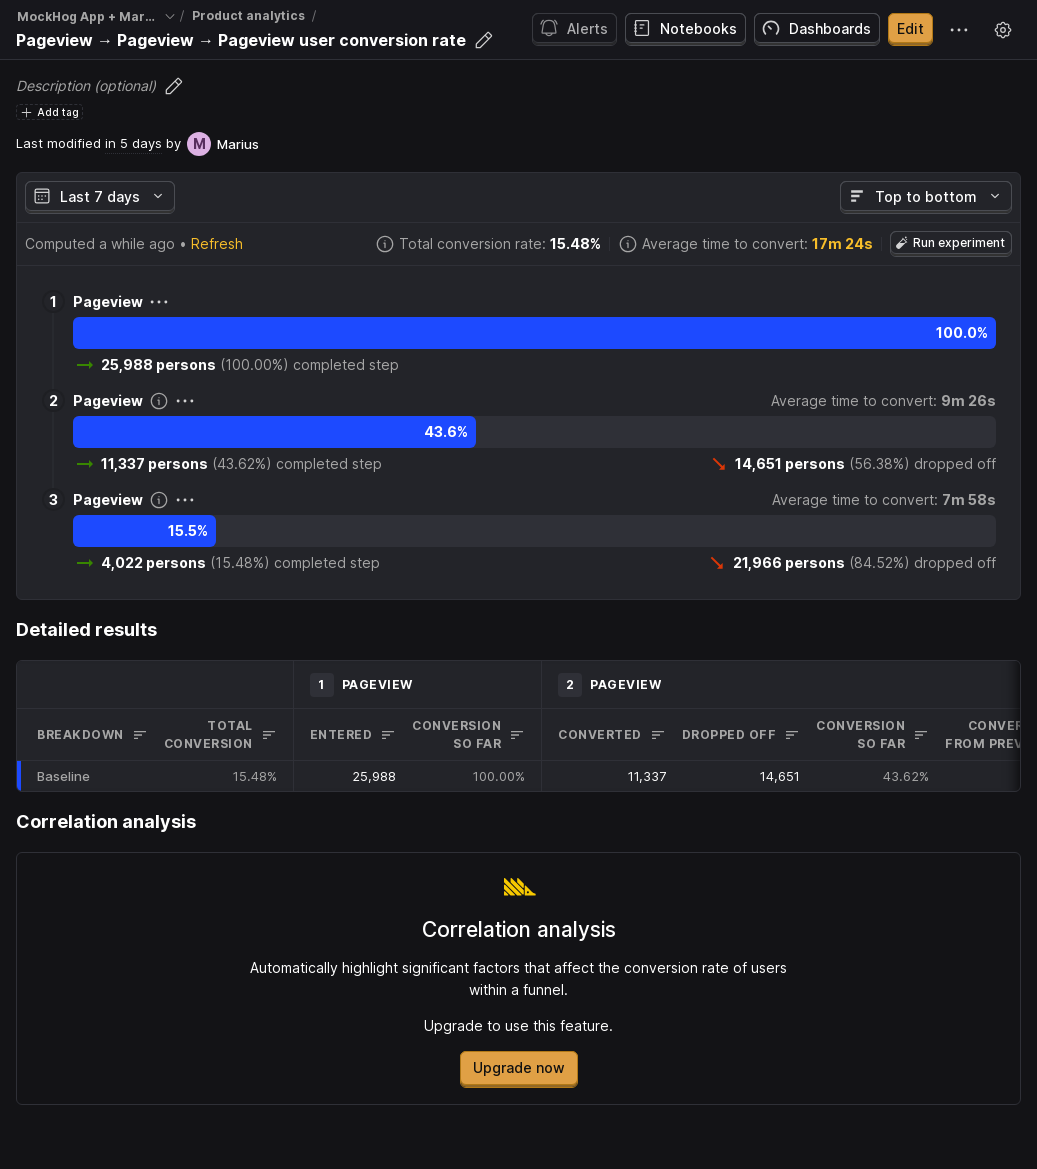 MockHog App + Mar... / Product analytics /
Pageview → Pageview → Pageview user conversion rate
Alerts Notebooks Dashboards Edit
Description (optional)
Add tag
Last modified in 5 days by M Marius
Last 7 days Top to bottom
Computed a while ago • Refresh Total conversion rate: 15.48% Average time to convert: 17m 24s Run experiment
1 Pageview
100.0%
25,988 persons (100.00%) completed step
2 Pageview Average time to convert: 9m 26s
43.6%
11,337 persons (43.62%) completed step 14,651 persons (56.38%) dropped off
3 Pageview Average time to convert: 7m 58s
15.5%
4,022 persons (15.48%) completed step 21,966 persons (84.52%) dropped off
Detailed results
1 PAGEVIEW 2 PAGEVIEW
BREAKDOWN TOTAL CONVERSION ENTERED CONVERSION SO FAR CONVERTED DROPPED OFF CONVERSION SO FAR CONVER FROM PREV
Baseline 15.48% 25,988 100.00% 11,337 14,651 43.62%
Correlation analysis
Correlation analysis
Automatically highlight significant factors that affect the conversion rate of users
within a funnel.
Upgrade to use this feature.
Upgrade now